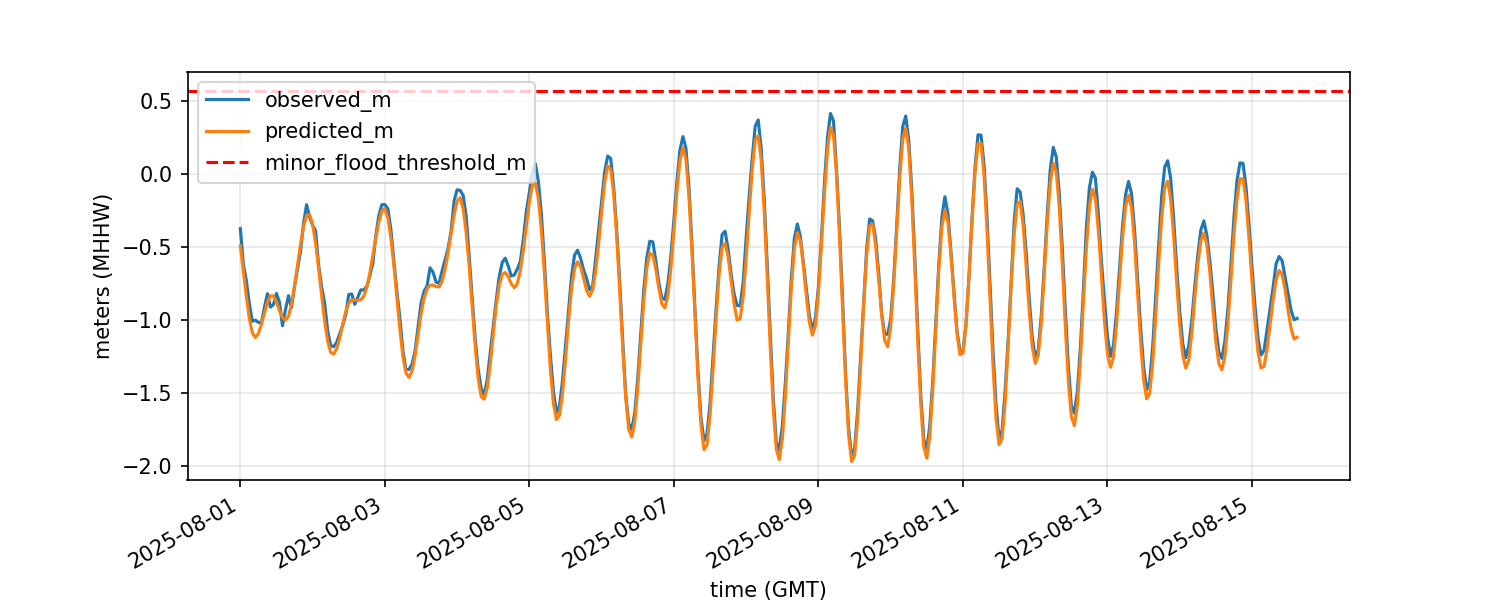 observed_m
predicted_m
minor_flood_threshold_m
meters (MHHW)
0.5
0.0
−0.5
−1.0
−1.5
−2.0
2025-08-01
2025-08-03
2025-08-05
2025-08-07
2025-08-09
2025-08-11
2025-08-13
2025-08-15
time (GMT)